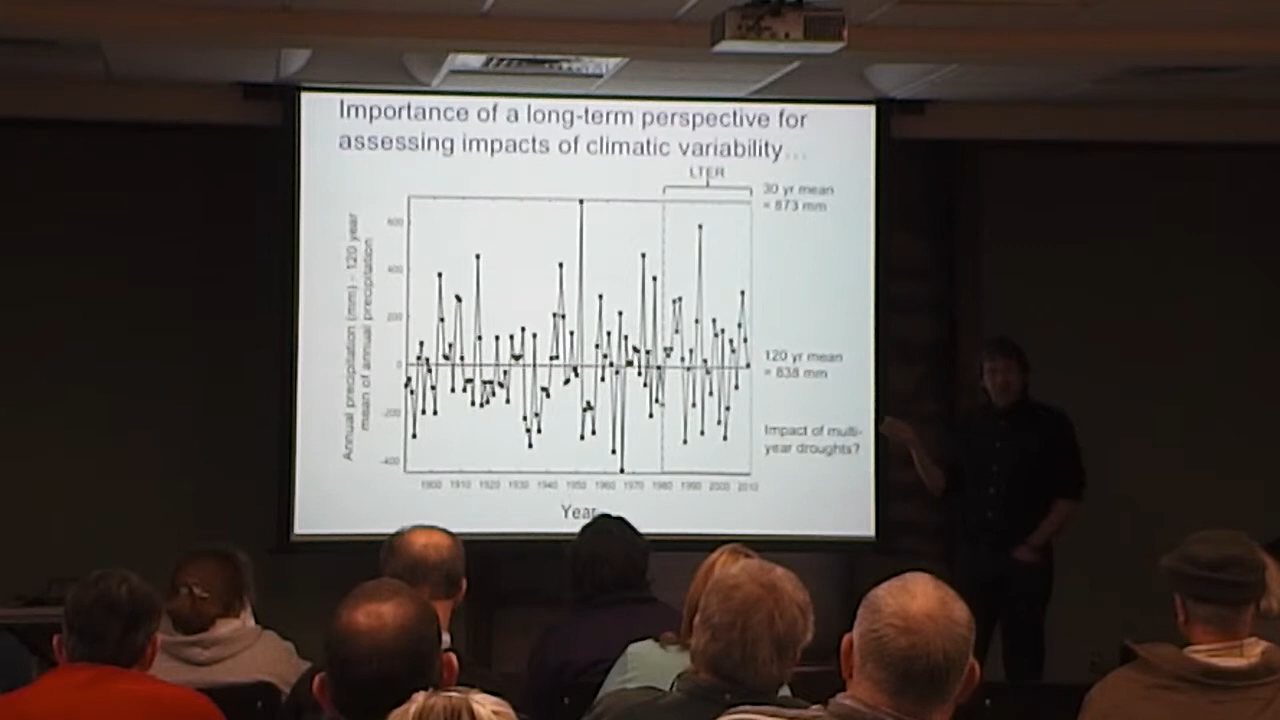 Importance of a long-term perspective for
assessing impacts of climatic variability...
LTER
30 yr mean
= 873 mm
Annual precipitation (mm) - 120 year
mean of annual precipitation
600
400
200
0
-200
-400
120 yr mean
= 838 mm
Impact of multi-
year droughts?
1900 1910 1920 1930 1940 1950 1960 1970 1980 1990 2000 2010
Year